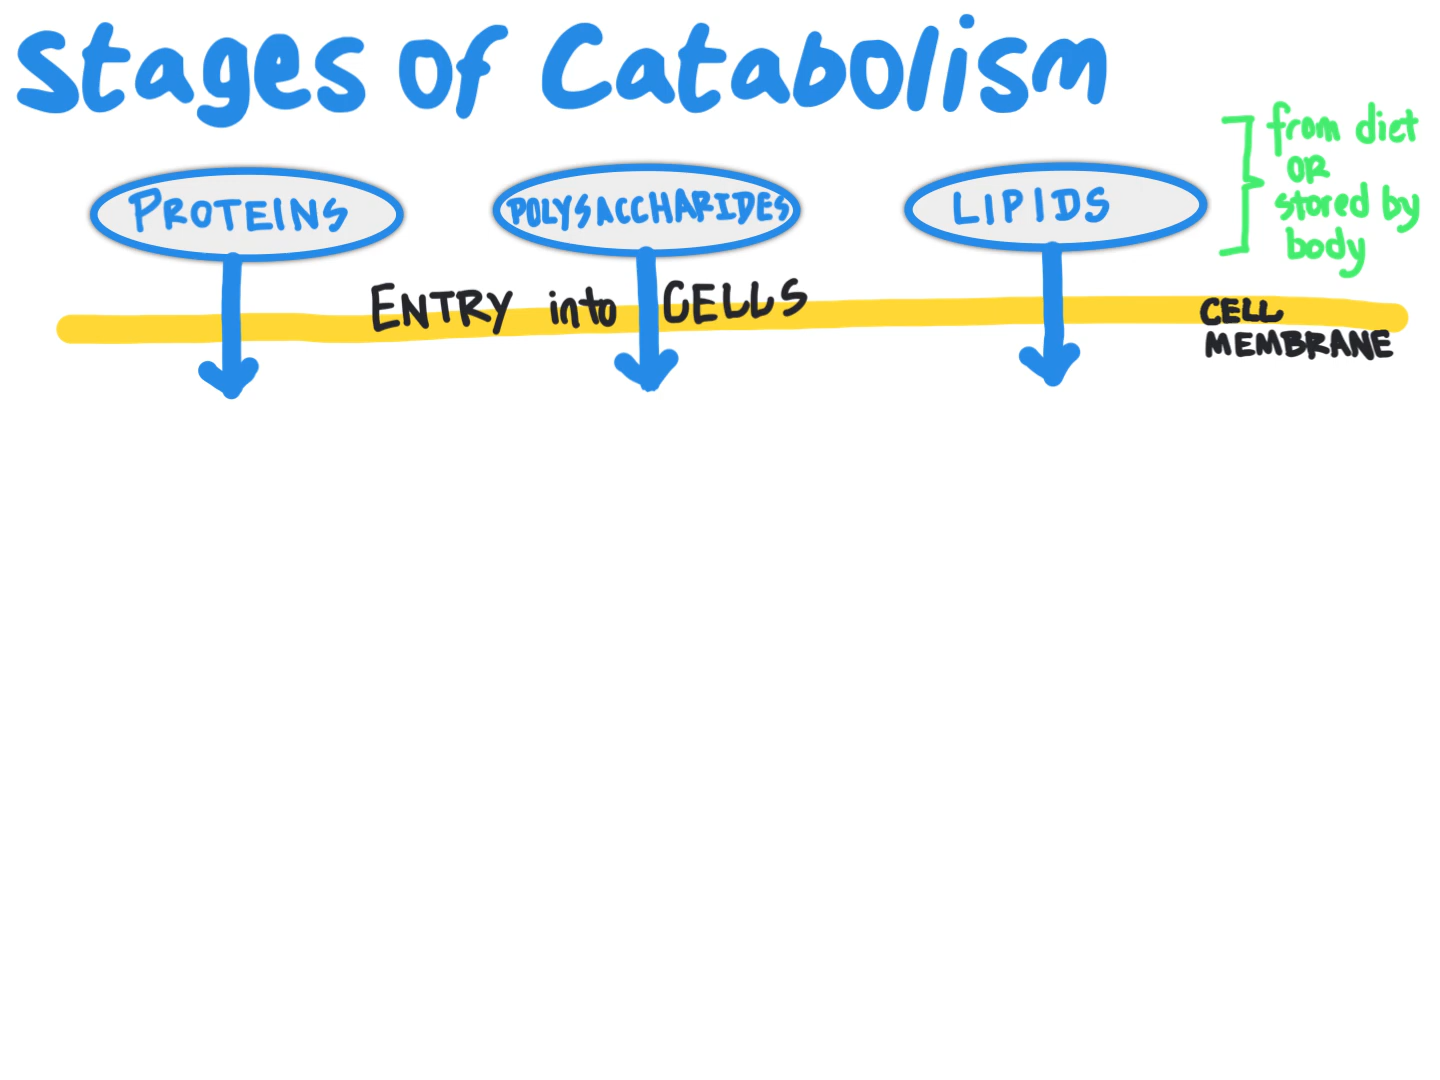 Stages of Catabolism
from diet
OR
stored by
body
PROTEINS
POLYSACCHARIDES
LIPIDS
ENTRY into CELLS
CELL
MEMBRANE